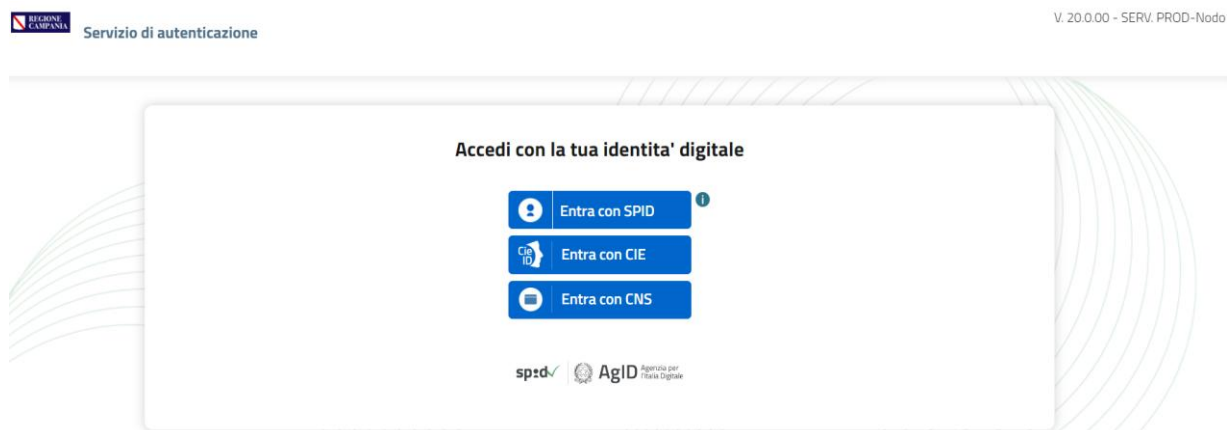 REGIONE
CAMPANIA
Servizio di autenticazione
V. 20.0.00 - SERV. PROD-Nodo
Accedi con la tua identita' digitale
Entra con SPID
i
Cie
ID
Entra con CIE
Entra con CNS
spid
AgID Agenzia per
l'Italia Digitale